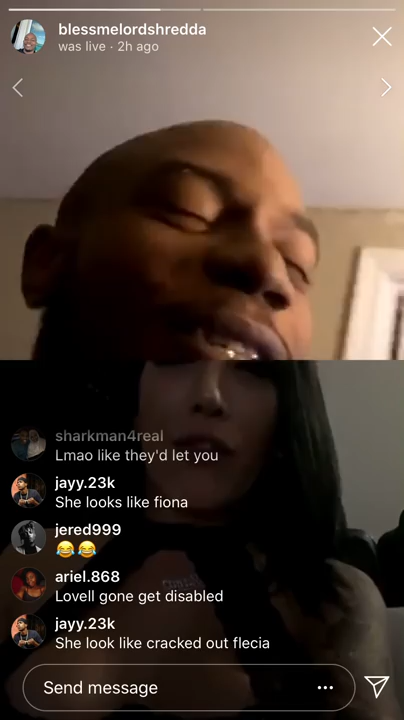 blessmelordshredda
was live · 2h ago
sharkman4real
Lmao like they'd let you
jayy.23k
She looks like fiona
jered999
😂😂
ariel.868
Lovell gone get disabled
jayy.23k
She look like cracked out flecia
Send message